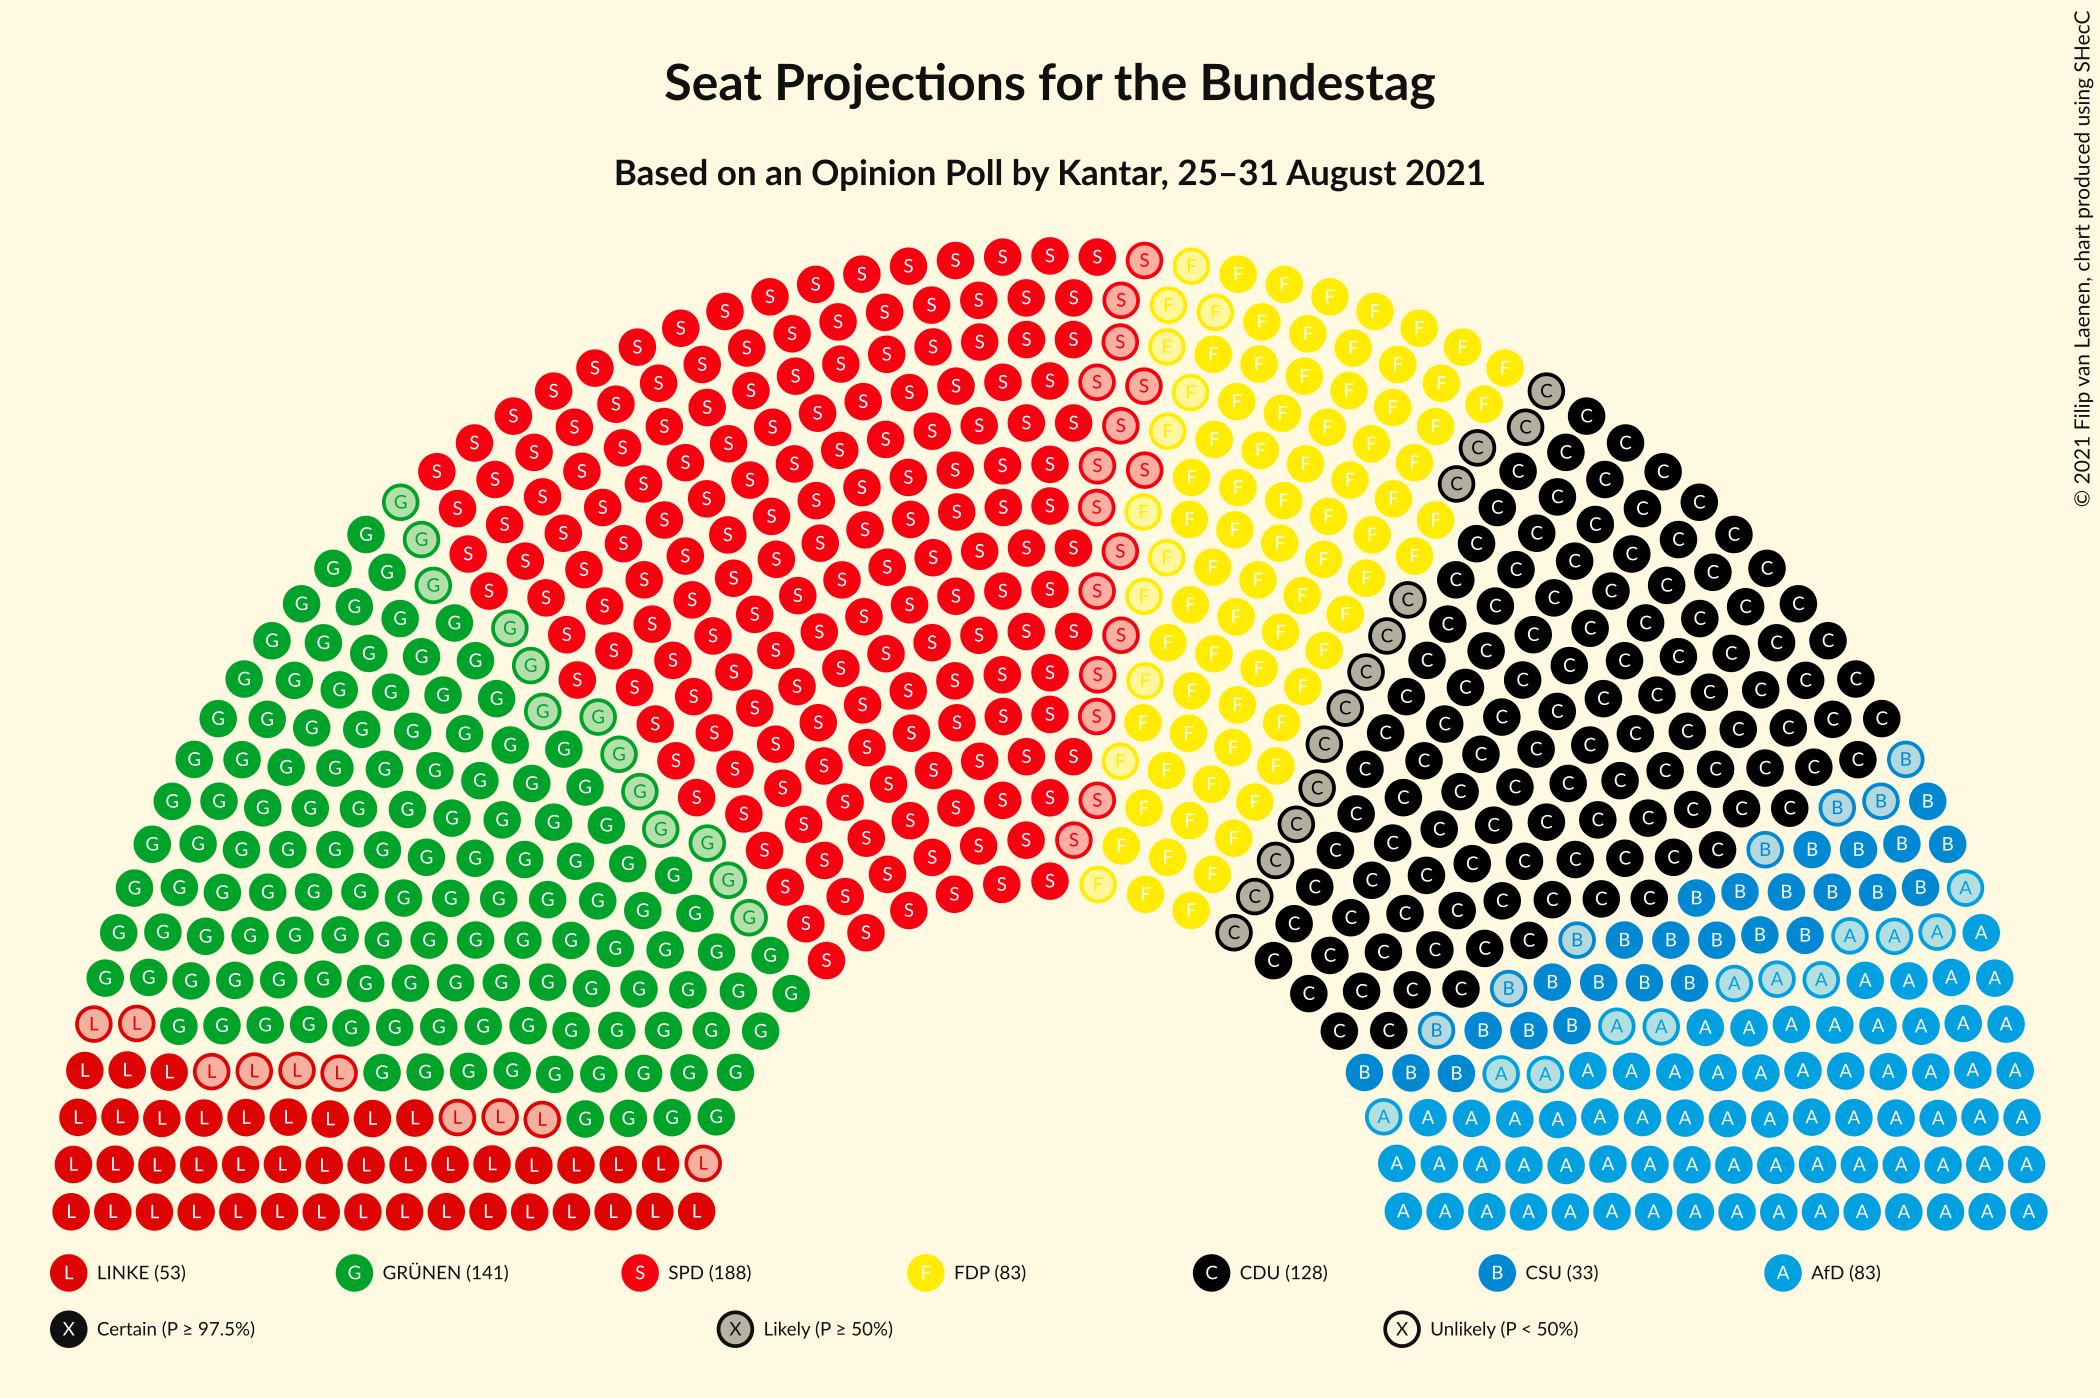 Seat Projections for the Bundestag
Based on an Opinion Poll by Kantar, 25–31 August 2021
© 2021 Filip van Laenen, chart produced using SHecC
L LINKE (53)
G GRÜNEN (141)
S SPD (188)
F FDP (83)
C CDU (128)
B CSU (33)
A AfD (83)
X Certain (P ≥ 97.5%)
X Likely (P ≥ 50%)
X Unlikely (P < 50%)